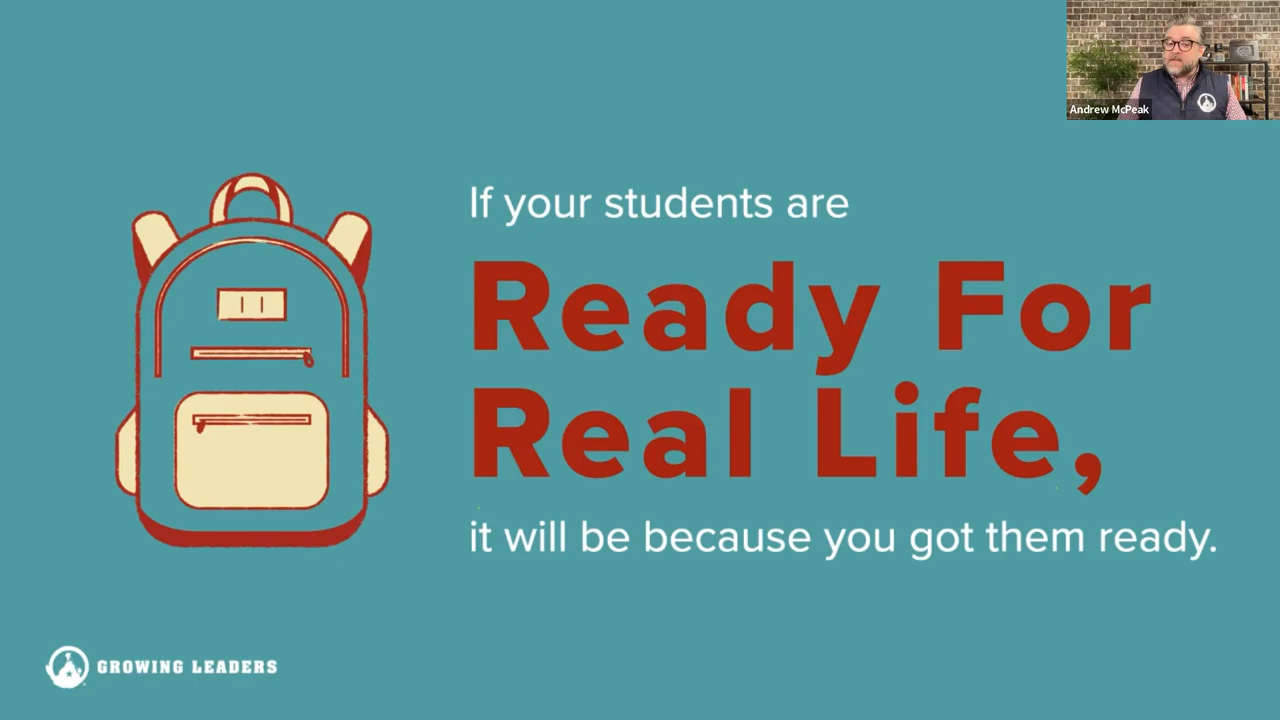 Andrew McPeak
If your students are
Ready For
Real Life,
it will be because you got them ready.
GROWING LEADERS